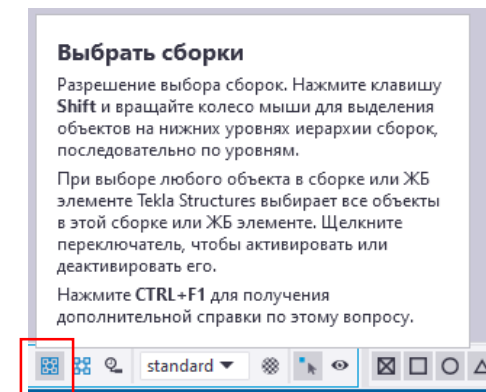 Выбрать сборки
Разрешение выбора сборок. Нажмите клавишу
Shift и вращайте колесо мыши для выделения
объектов на нижних уровнях иерархии сборок,
последовательно по уровням.
При выборе любого объекта в сборке или ЖБ
элементе Tekla Structures выбирает все объекты
в этой сборке или ЖБ элементе. Щелкните
переключатель, чтобы активировать или
деактивировать его.
Нажмите CTRL+F1 для получения
дополнительной справки по этому вопросу.
standard